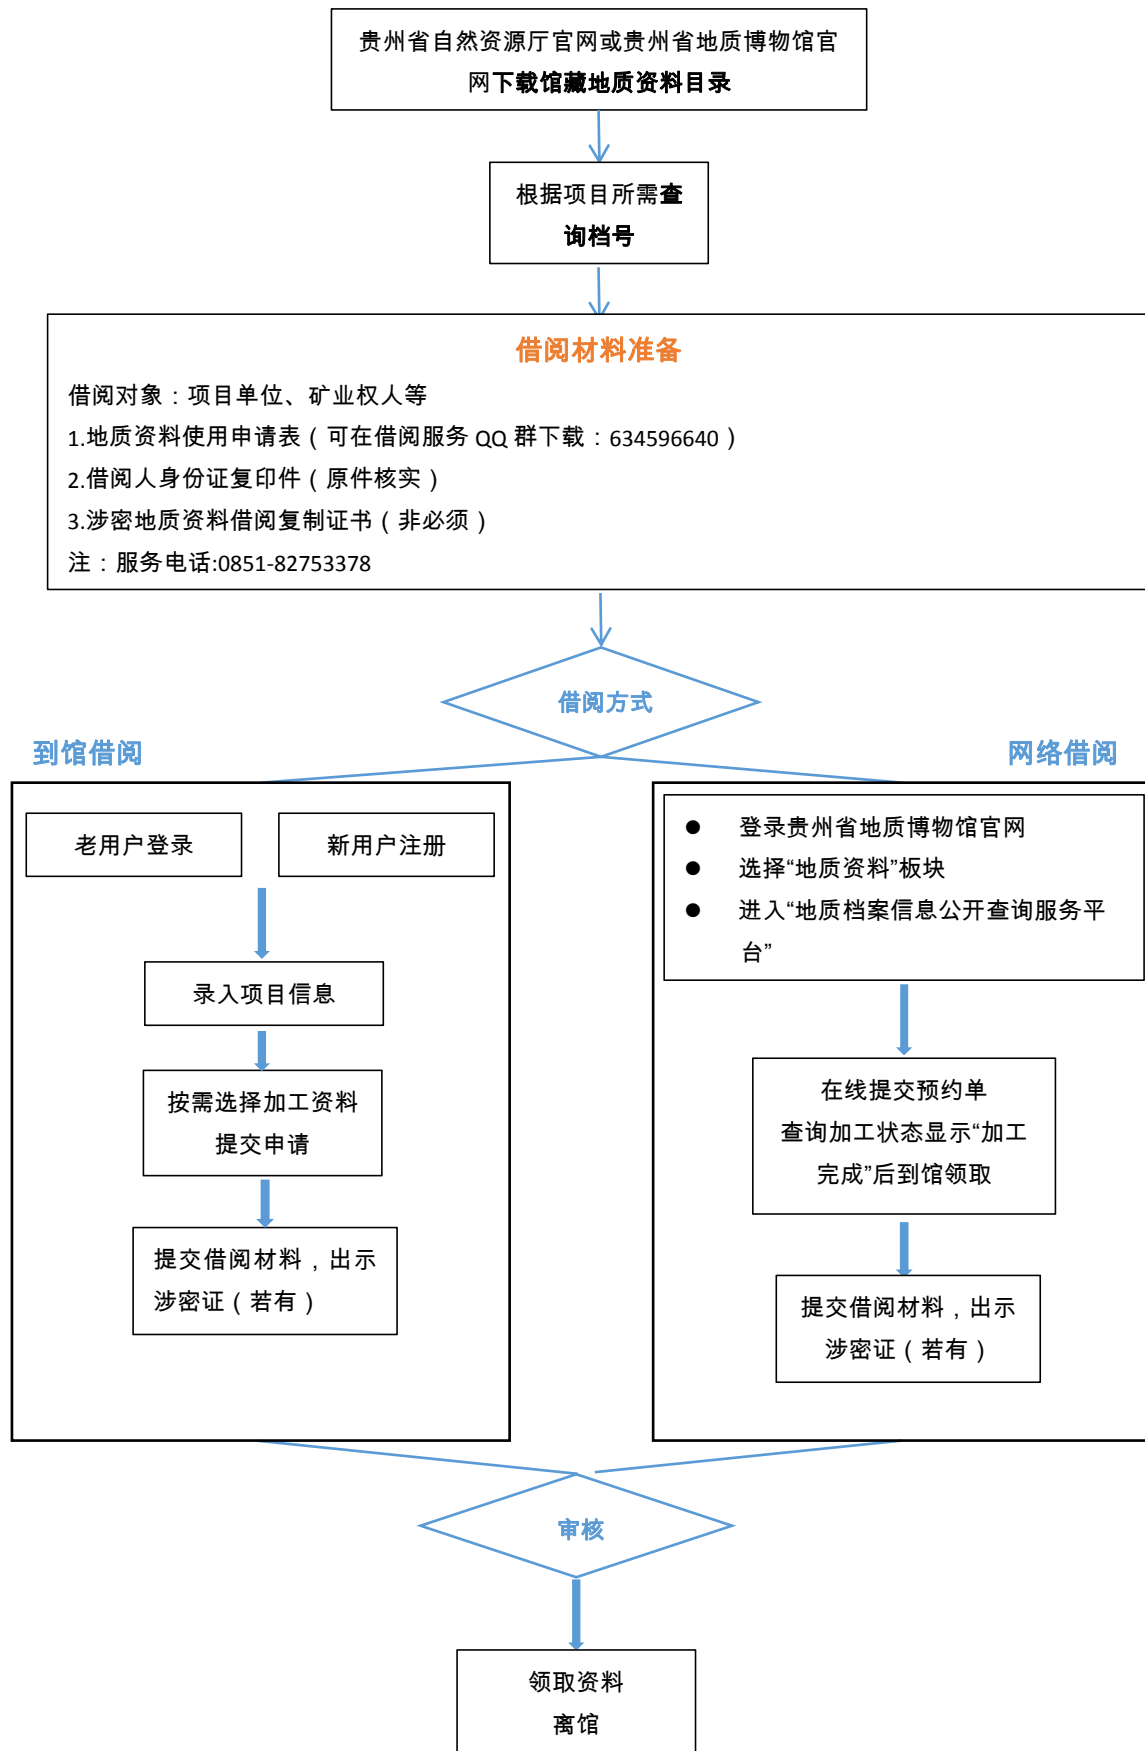 贵州省自然资源厅官网或贵州省地质博物馆官
网下载馆藏地质资料目录
根据项目所需查
询档号
借阅材料准备
借阅对象：项目单位、矿业权人等
1.地质资料使用申请表（可在借阅服务 QQ 群下载：634596640）
2.借阅人身份证复印件（原件核实）
3.涉密地质资料借阅复制证书（非必须）
注：服务电话:0851-82753378
借阅方式
到馆借阅
老用户登录
新用户注册
录入项目信息
按需选择加工资料
提交申请
提交借阅材料，出示
涉密证（若有）
网络借阅
● 登录贵州省地质博物馆官网
● 选择“地质资料”板块
● 进入“地质档案信息公开查询服务平
台”
在线提交预约单
查询加工状态显示“加工
完成”后到馆领取
提交借阅材料，出示
涉密证（若有）
审核
领取资料
离馆